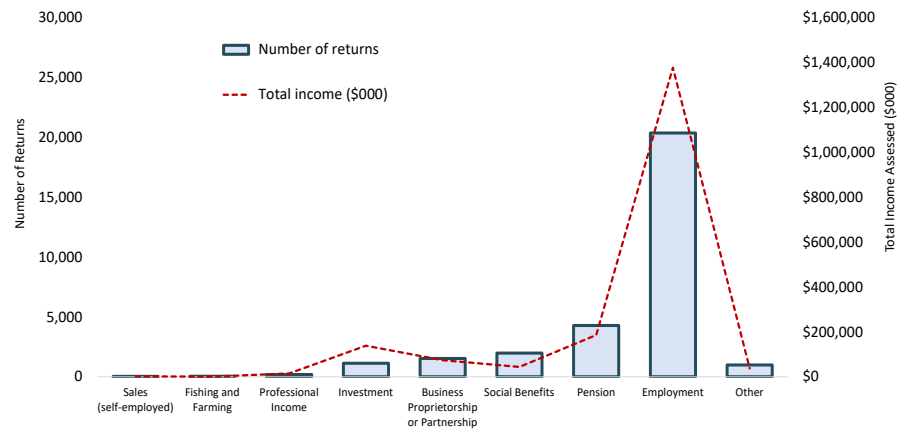 30,000
25,000
20,000
15,000
10,000
5,000
0
Number of Returns
Number of returns
Total income ($000)
$1,600,000
$1,400,000
$1,200,000
$1,000,000
$800,000
$600,000
$400,000
$200,000
$0
Total Income Assessed ($000)
Sales
(self-employed)
Fishing and
Farming
Professional
Income
Investment
Business
Proprietorship
or Partnership
Social Benefits
Pension
Employment
Other